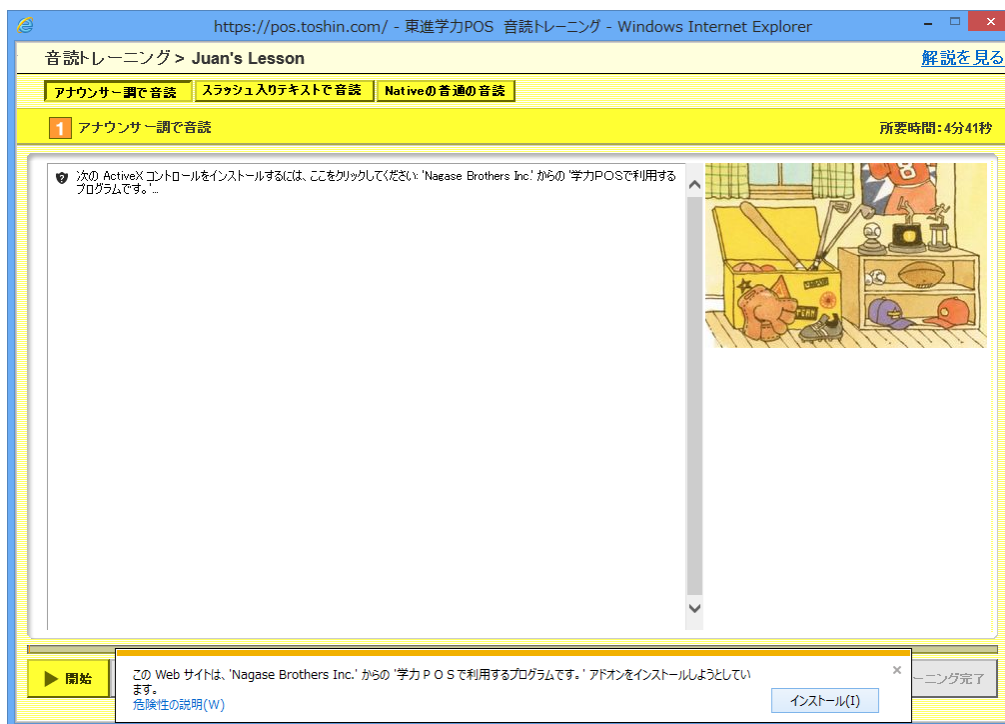 https://pos.toshin.com/ - 東進学力POS 音読トレーニング - Windows Internet Explorer
音読トレーニング > Juan's Lesson
解説を見る
アナウンサー調で音読
スラッシュ入りテキストで音読
Nativeの普通の音読
1 アナウンサー調で音読
所要時間:4分41秒
次の ActiveX コントロールをインストールするには、ここをクリックしてください: 'Nagase Brothers Inc.' からの '学力POSで利用する
プログラムです。'...
▶ 開始
このWeb サイトは、'Nagase Brothers Inc.' からの '学力ＰＯＳで利用するプログラムです。' アドオンをインストールしようとしてい
ます。
危険性の説明(W)
インストール(I)
ーニング完了